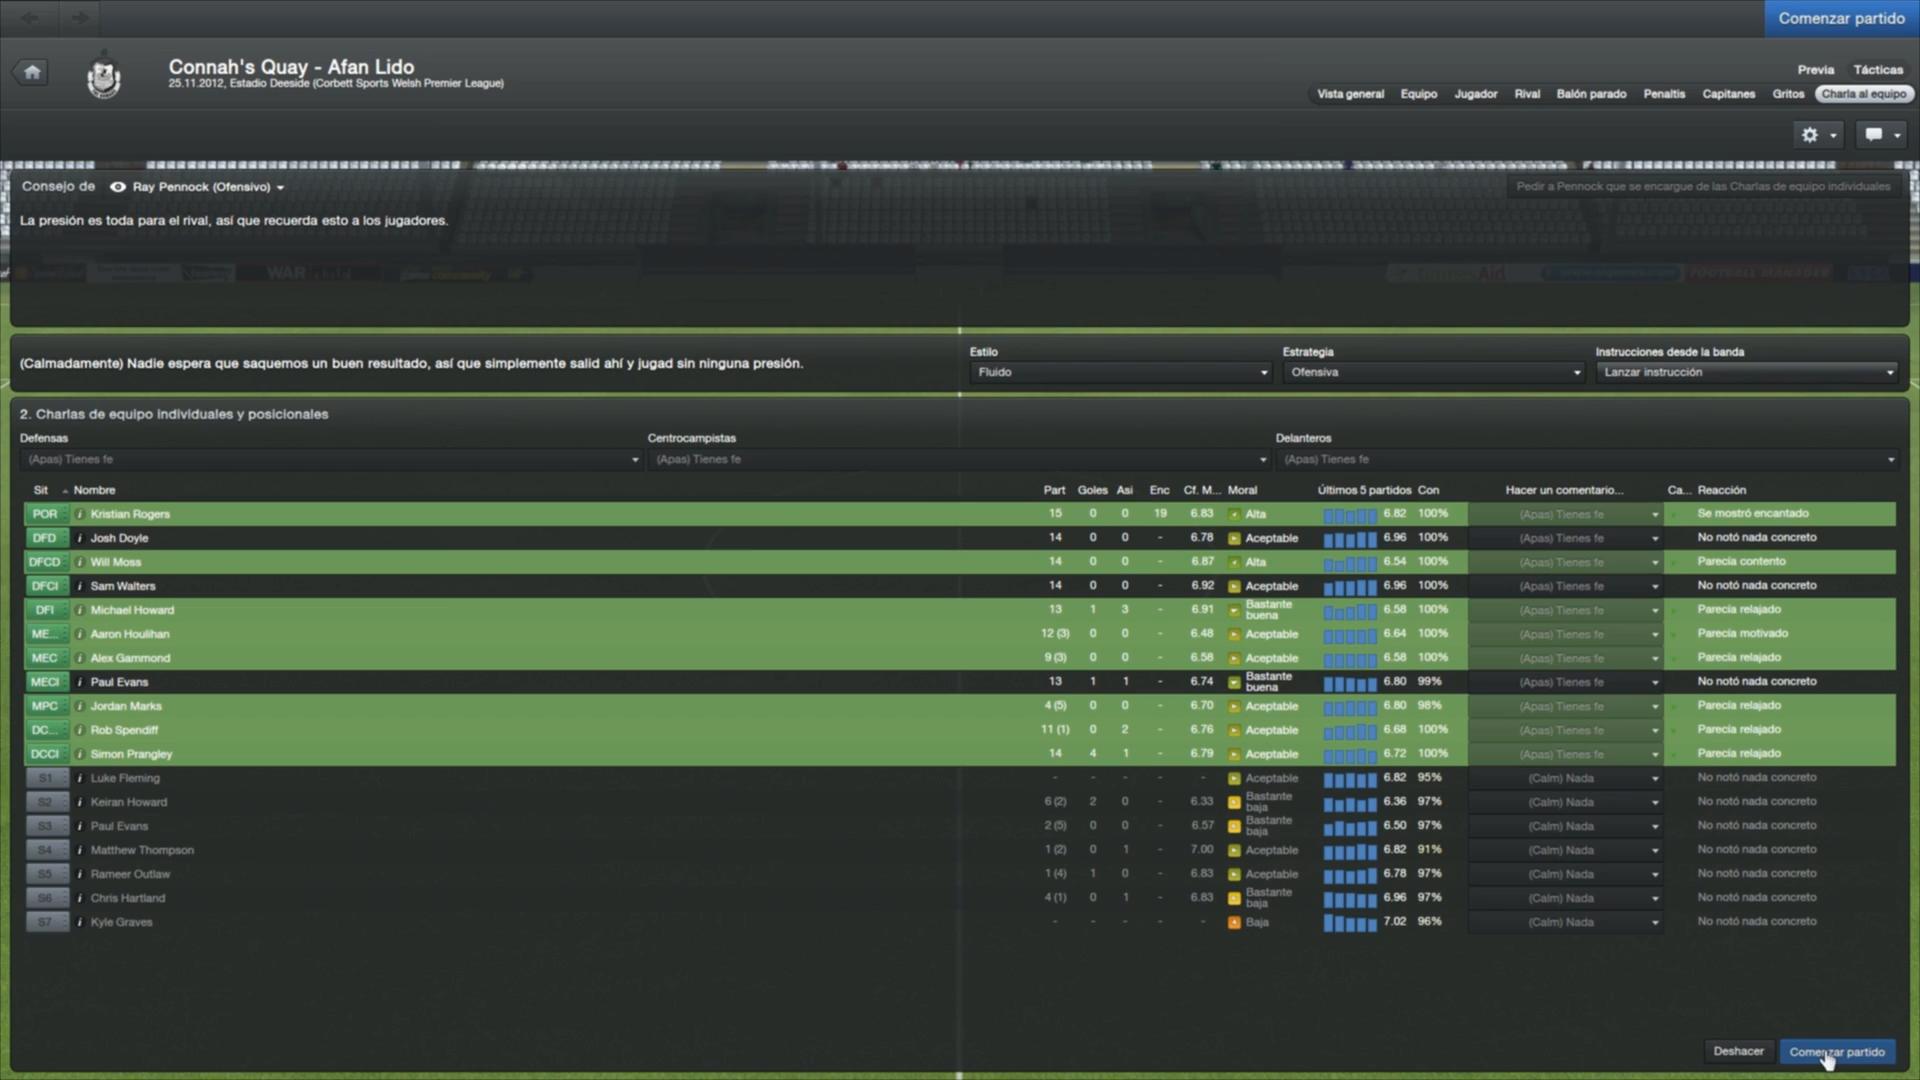 Comenzar partido
Connah's Quay - Afan Lido
25.11.2012, Estadio Deeside (Corbett Sports Welsh Premier League)
Previa Tácticas
Vista general Equipo Jugador Rival Balón parado Penaltis Capitanes Gritos Charla al equipo
Consejo de Ray Pennock (Ofensivo)
Pedir a Pennock que se encargue de las Charlas de equipo individuales
La presión es toda para el rival, así que recuerda esto a los jugadores.
(Calmadamente) Nadie espera que saquemos un buen resultado, así que simplemente salid ahí y jugad sin ninguna presión.
Estilo Estrategia Instrucciones desde la banda
Fluido Ofensiva Lanzar instrucción
2. Charlas de equipo individuales y posicionales
Defensas Centrocampistas Delanteros
(Apas) Tienes fe (Apas) Tienes fe (Apas) Tienes fe
Sit Nombre Part Goles Asi Enc Cf. M... Moral Últimos 5 partidos Con Hacer un comentario... Ca... Reacción
POR i Kristian Rogers 15 0 0 19 6.83 Alta 6.82 100% (Apas) Tienes fe Se mostró encantado
DFD i Josh Doyle 14 0 0 - 6.78 Aceptable 6.96 100% (Apas) Tienes fe No notó nada concreto
DFCD i Will Moss 14 0 0 - 6.87 Alta 6.54 100% (Apas) Tienes fe Parecía contento
DFCI i Sam Walters 14 0 0 - 6.92 Aceptable 6.96 100% (Apas) Tienes fe No notó nada concreto
DFI i Michael Howard 13 1 3 - 6.91 Bastante buena 6.58 100% (Apas) Tienes fe Parecía relajado
ME... i Aaron Houlihan 12 (3) 0 0 - 6.48 Aceptable 6.64 100% (Apas) Tienes fe Parecía motivado
MEC i Alex Gammond 9 (3) 0 0 - 6.58 Aceptable 6.58 100% (Apas) Tienes fe Parecía relajado
MECI i Paul Evans 13 1 1 - 6.74 Bastante buena 6.80 99% (Apas) Tienes fe No notó nada concreto
MPC i Jordan Marks 4 (5) 0 0 - 6.70 Aceptable 6.80 98% (Apas) Tienes fe Parecía relajado
DC... i Rob Spendiff 11 (1) 0 2 - 6.76 Aceptable 6.68 100% (Apas) Tienes fe Parecía relajado
DCCI i Simon Prangley 14 4 1 - 6.79 Aceptable 6.72 100% (Apas) Tienes fe Parecía relajado
S1 i Luke Fleming - - - - - Aceptable 6.82 95% (Calm) Nada No notó nada concreto
S2 i Keiran Howard 6 (2) 2 0 - 6.33 Bastante baja 6.36 97% (Calm) Nada No notó nada concreto
S3 i Paul Evans 2 (5) 0 0 - 6.57 Bastante baja 6.50 97% (Calm) Nada No notó nada concreto
S4 i Matthew Thompson 1 (2) 0 1 - 7.00 Aceptable 6.82 91% (Calm) Nada No notó nada concreto
S5 i Rameer Outlaw 1 (4) 1 0 - 6.83 Aceptable 6.78 97% (Calm) Nada No notó nada concreto
S6 i Chris Hartland 4 (1) 0 1 - 6.83 Bastante baja 6.96 97% (Calm) Nada No notó nada concreto
S7 i Kyle Graves - - - - - Baja 7.02 96% (Calm) Nada No notó nada concreto
Deshacer Comenzar partido